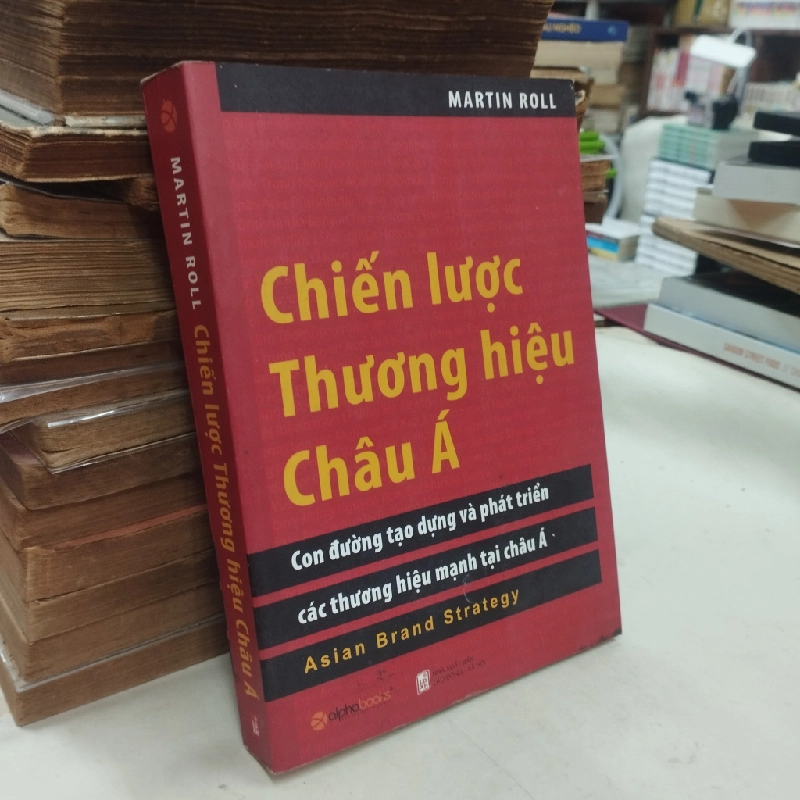 MARTIN ROLL
Chiến lược
Thương hiệu
Châu Á
Con đường tạo dựng và phát triển
các thương hiệu mạnh tại châu Á
Asian Brand Strategy
alphabooks
MARTIN ROLL Chiến lược Thương hiệu Châu Á